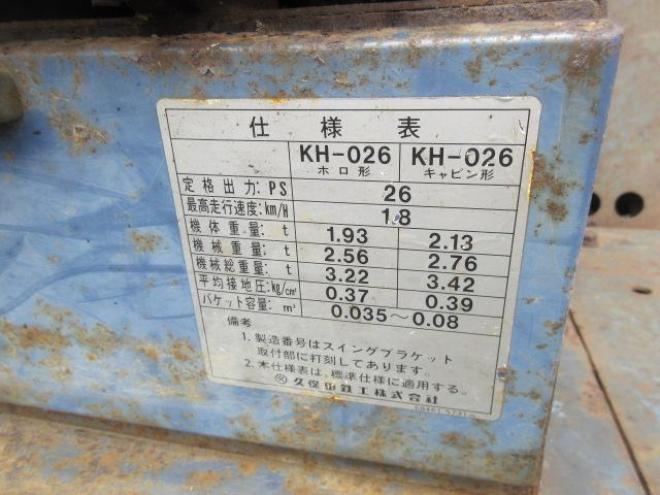 仕様表
KH-026 KH-026
ホロ形 キャビン形
定格出力: PS 26
最高走行速度: km/H 1.8
機体重量: t 1.93 2.13
機械重量: t 2.56 2.76
機械総重量: t 3.22 3.42
平均接地圧: kg/cm² 0.37 0.39
バケット容量: m³ 0.035～0.08
備考
1. 製造番号はスイングブラケット
取付部に打刻してあります。
2. 本仕様表は、標準仕様に適用する。
久保田鉄工株式会社